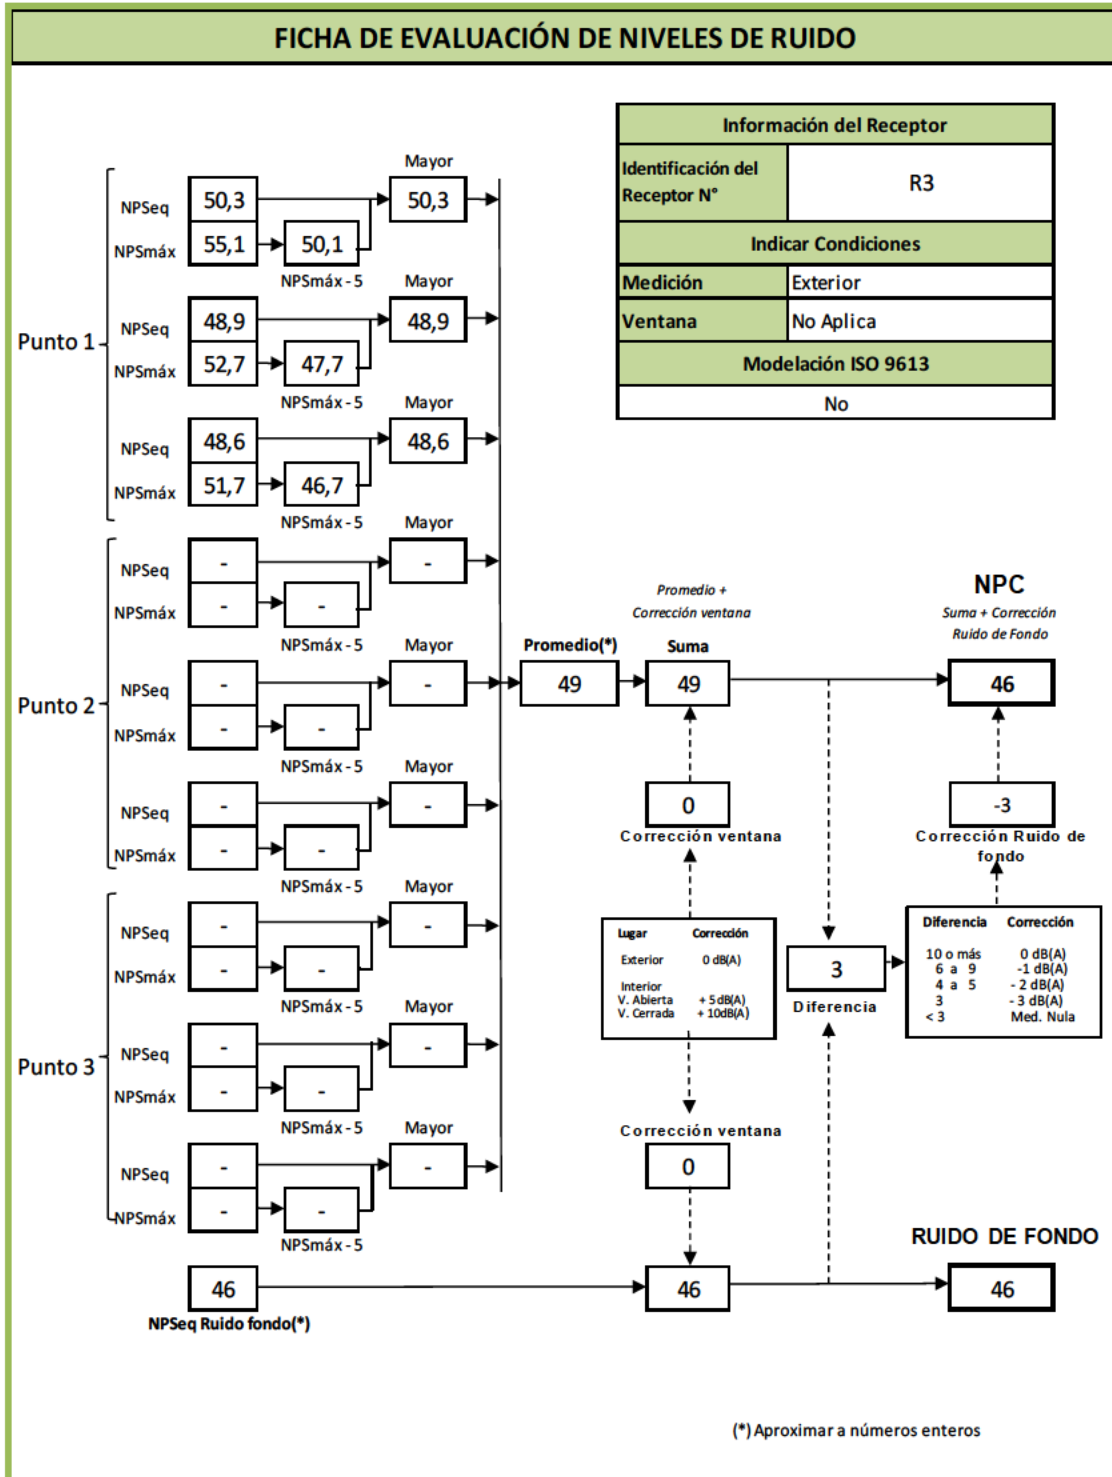 FICHA DE EVALUACIÓN DE NIVELES DE RUIDO
Información del Receptor
Identificación del Receptor N° R3
Indicar Condiciones
Medición Exterior
Ventana No Aplica
Modelación ISO 9613
No
Punto 1
Mayor
NPSeq 50,3 50,3
NPSmáx 55,1 50,1
NPSmáx - 5
Mayor
NPSeq 48,9 48,9
NPSmáx 52,7 47,7
NPSmáx - 5
Mayor
NPSeq 48,6 48,6
NPSmáx 51,7 46,7
NPSmáx - 5
Punto 2
Mayor
NPSeq - -
NPSmáx - -
NPSmáx - 5
Mayor
NPSeq - -
NPSmáx - -
NPSmáx - 5
Mayor
NPSeq - -
NPSmáx - -
NPSmáx - 5
Punto 3
Mayor
NPSeq - -
NPSmáx - -
NPSmáx - 5
Mayor
NPSeq - -
NPSmáx - -
NPSmáx - 5
Mayor
NPSeq - -
NPSmáx - -
NPSmáx - 5
46
NPSeq Ruido fondo(*)
Promedio(*)
49
Promedio +
Corrección ventana
Suma
49
0
Corrección ventana
Lugar Corrección
Exterior 0 dB(A)
Interior
V. Abierta + 5 dB(A)
V. Cerrada + 10dB(A)
Corrección ventana
0
46
3
Diferencia
NPC
Suma + Corrección
Ruido de Fondo
46
-3
Corrección Ruido de
fondo
Diferencia Corrección
10 o más 0 dB(A)
6 a 9 -1 dB(A)
4 a 5 - 2 dB(A)
3 - 3 dB(A)
< 3 Med. Nula
RUIDO DE FONDO
46
(*) Aproximar a números enteros